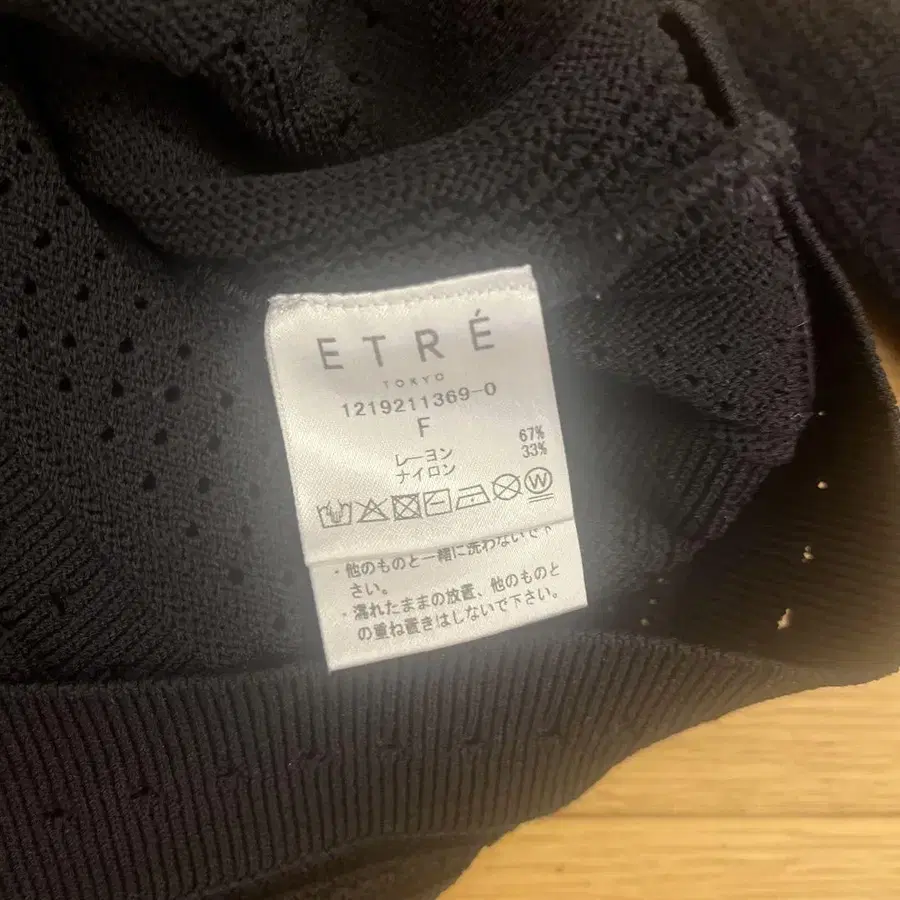 ETRÉ
TOKYO
1219211369-0
F
レーヨン 67%
ナイロン 33%
W
・他のものと一緒に洗わないで下
さい。
・濡れたままの放置、他のものと
の重ね置きはしないで下さい。